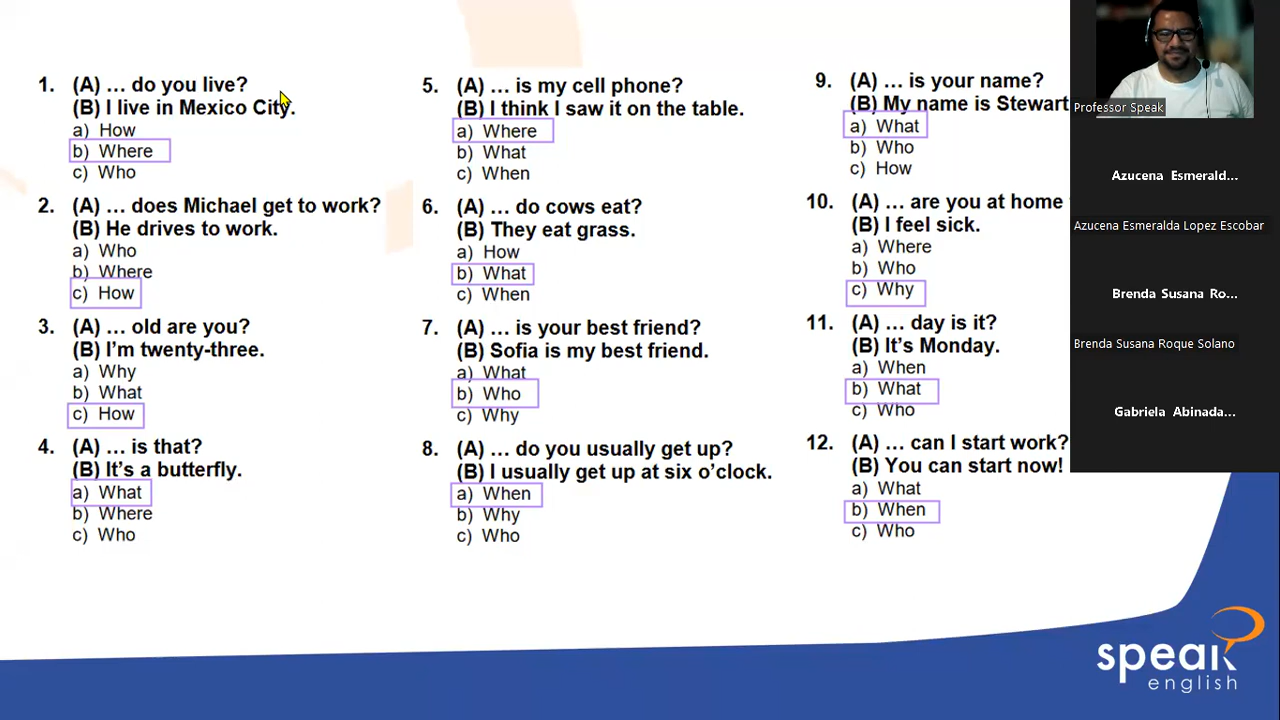 1. (A) … do you live?
(B) I live in Mexico City.
a) How
b) Where
c) Who
2. (A) … does Michael get to work?
(B) He drives to work.
a) Who
b) Where
c) How
3. (A) … old are you?
(B) I'm twenty-three.
a) Why
b) What
c) How
4. (A) … is that?
(B) It's a butterfly.
a) What
b) Where
c) Who
5. (A) … is my cell phone?
(B) I think I saw it on the table.
a) Where
b) What
c) When
6. (A) … do cows eat?
(B) They eat grass.
a) How
b) What
c) When
7. (A) … is your best friend?
(B) Sofia is my best friend.
a) What
b) Who
c) Why
8. (A) … do you usually get up?
(B) I usually get up at six o'clock.
a) When
b) Why
c) Who
9. (A) … is your name?
(B) My name is Stewart
a) What
b) Who
c) How
10. (A) … are you at home
(B) I feel sick.
a) Where
b) Who
c) Why
11. (A) … day is it?
(B) It's Monday.
a) When
b) What
c) Who
12. (A) … can I start work?
(B) You can start now!
a) What
b) When
c) Who
Professor Speak
Azucena Esmerald...
Azucena Esmeralda Lopez Escobar
Brenda Susana Ro...
Brenda Susana Roque Solano
Gabriela Abinada...
speak
english